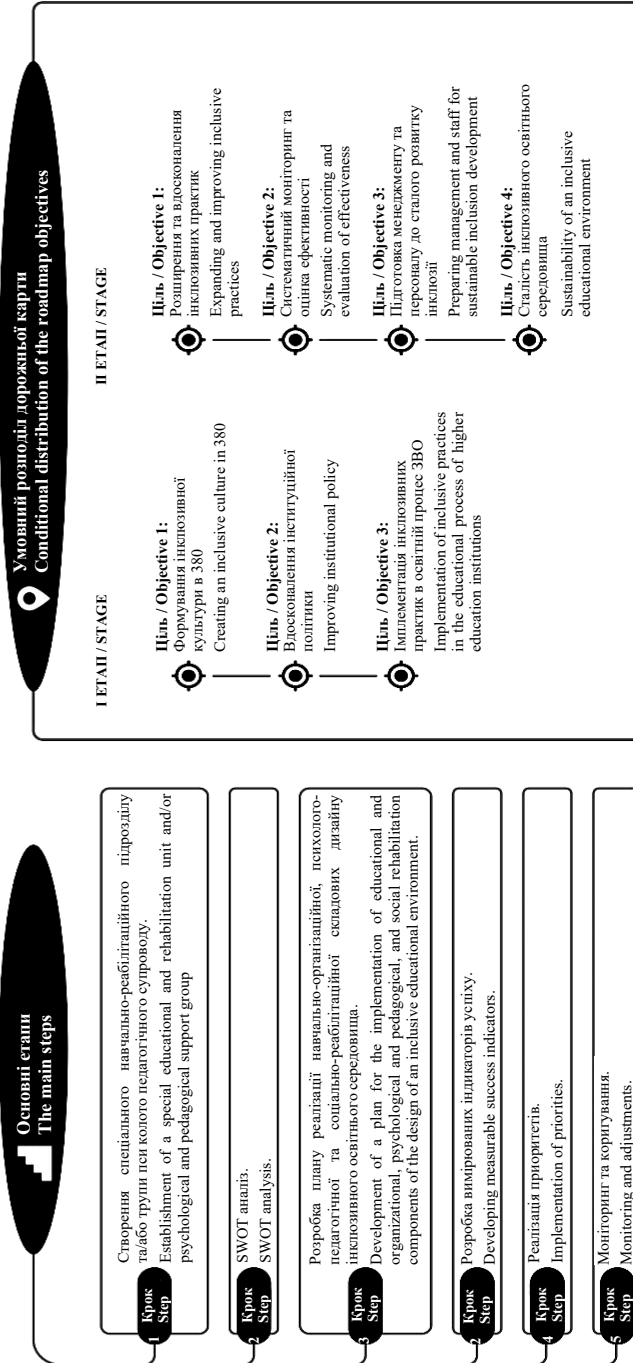 Основні етапи
The main steps
1 Крок
Step
Створення спеціального навчально-реабілітаційного підрозділу
та/або трупи пси колого педагогічного супроводу.
Establishment of a special educational and rehabilitation unit and/or
psychological and pedagogical support group
2 Крок
Step
SWOT аналіз.
SWOT analysis.
3 Крок
Step
Розробка плану реалізації навчально-організаційної, психолого-
педагогічної та соціально-реабілітаційної складових дизайну
інклюзивного освітнього середовища.
Development of a plan for the implementation of educational and
organizational, psychological and pedagogical, and social rehabilitation
components of the design of an inclusive educational environment.
2 Крок
Step
Розробка вимірюваних індикаторів успіху.
Developing measurable success indicators.
4 Крок
Step
Реалізація приоритетів.
Implementation of priorities.
5 Крок
Step
Моніторинг та коригування.
Monitoring and adjustments.
Умовний розподіл дорожньої карти
Conditional distribution of the roadmap objectives
І ЕТАП / STAGE
Ціль / Objective 1:
Формування інклюзивної
культури в 380
Creating an inclusive culture in 380
Ціль / Objective 2:
Вдосконалення інституційної
політики
Improving institutional policy
Ціль / Objective 3:
Імплементація інклюзивних
практик в освітній процес ЗВО
Implementation of inclusive practices
in the educational process of higher
education institutions
ІІ ЕТАП / STAGE
Ціль / Objective 1:
Розширення та вдосконалення
інклюзивних практик
Expanding and improving inclusive
practices
Ціль / Objective 2:
Систематичний моніторинг та
оцінка ефективності
Systematic monitoring and
evaluation of effectiveness
Ціль / Objective 3:
Підготовка менеджменту та
персоналу до сталого розвитку
інклюзії
Preparing management and staff for
sustainable inclusion development
Ціль / Objective 4:
Сталість інклюзивного освітнього
середовища
Sustainability of an inclusive
educational environment